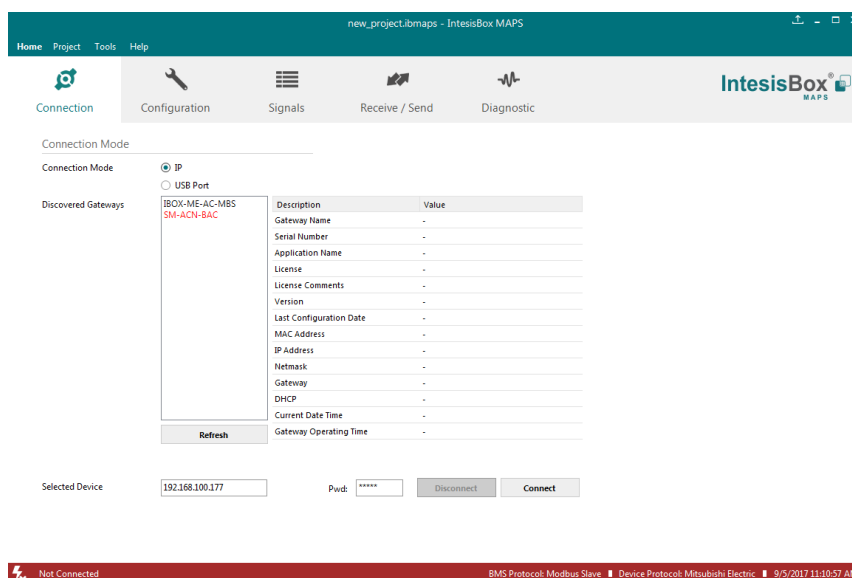 new_project.ibmaps - IntesisBox MAPS
Home Project Tools Help
Connection Configuration Signals Receive / Send Diagnostic
IntesisBox®
MAPS
Connection Mode
Connection Mode IP
USB Port
Discovered Gateways IBOX-ME-AC-MBS
SM-ACN-BAC
Description Value
Gateway Name -
Serial Number -
Application Name -
License -
License Comments -
Version -
Last Configuration Date -
MAC Address -
IP Address -
Netmask -
Gateway -
DHCP -
Current Date Time -
Gateway Operating Time -
Refresh
Selected Device 192.168.100.177 Pwd: ***** Disconnect Connect
Not Connected BMS Protocol: Modbus Slave Device Protocol: Mitsubishi Electric 9/5/2017 11:10:57